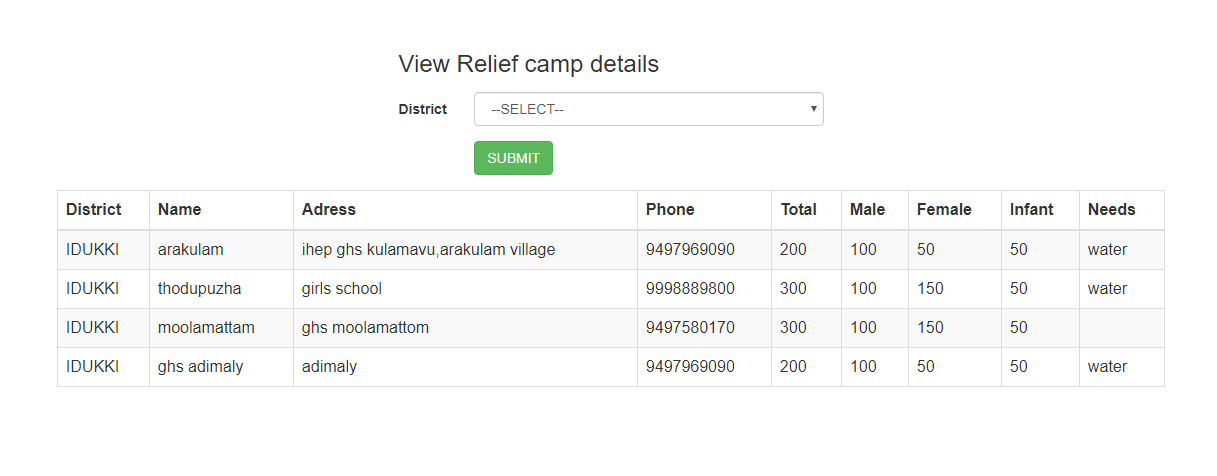 View Relief camp details
District --SELECT--
SUBMIT
District Name Adress Phone Total Male Female Infant Needs
IDUKKI arakulam ihep ghs kulamavu,arakulam village 9497969090 200 100 50 50 water
IDUKKI thodupuzha girls school 9998889800 300 100 150 50 water
IDUKKI moolamattam ghs moolamattom 9497580170 300 100 150 50
IDUKKI ghs adimaly adimaly 9497969090 200 100 50 50 water